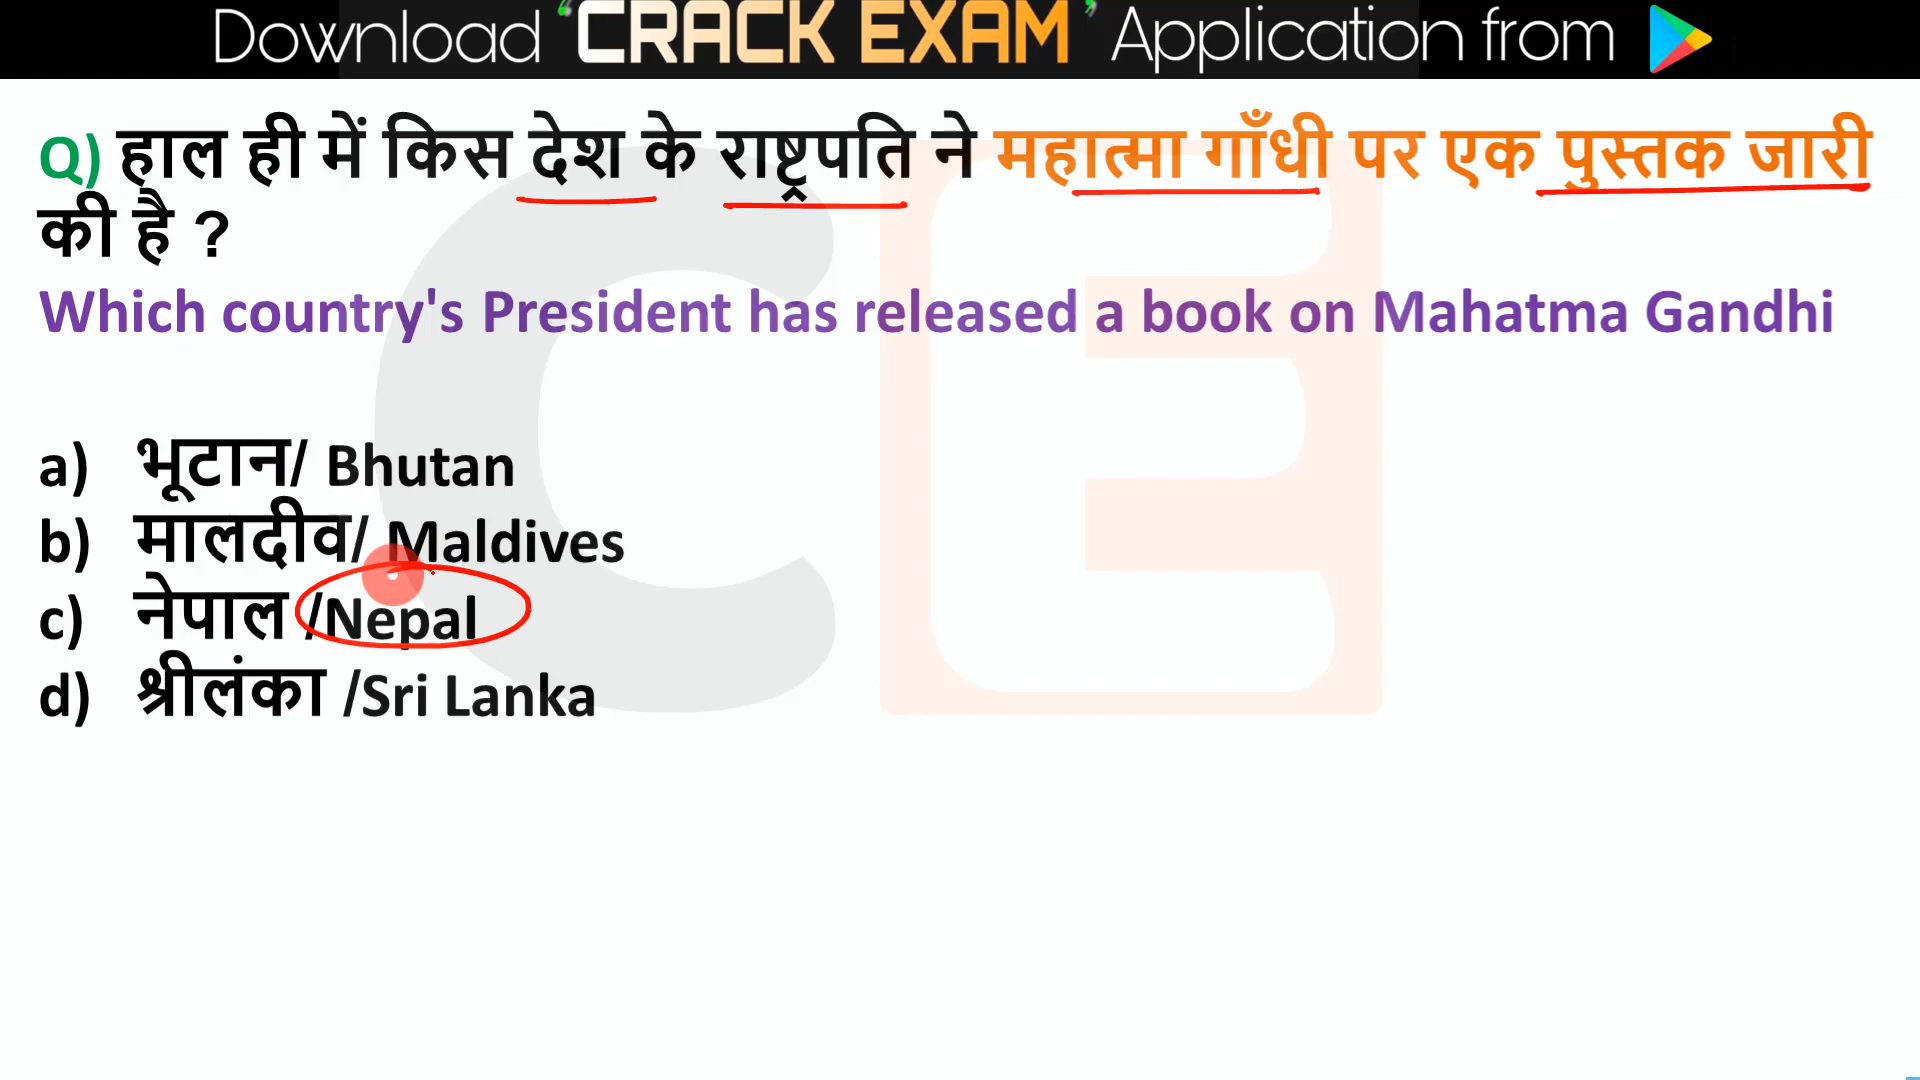 Download ‘CRACK EXAM’ Application from
Q) हाल ही में किस देश के राष्ट्रपति ने महात्मा गाँधी पर एक पुस्तक जारी
की है ?
Which country's President has released a book on Mahatma Gandhi
a) भूटान/ Bhutan
b) मालदीव/ Maldives
c) नेपाल /Nepal
d) श्रीलंका /Sri Lanka
CE